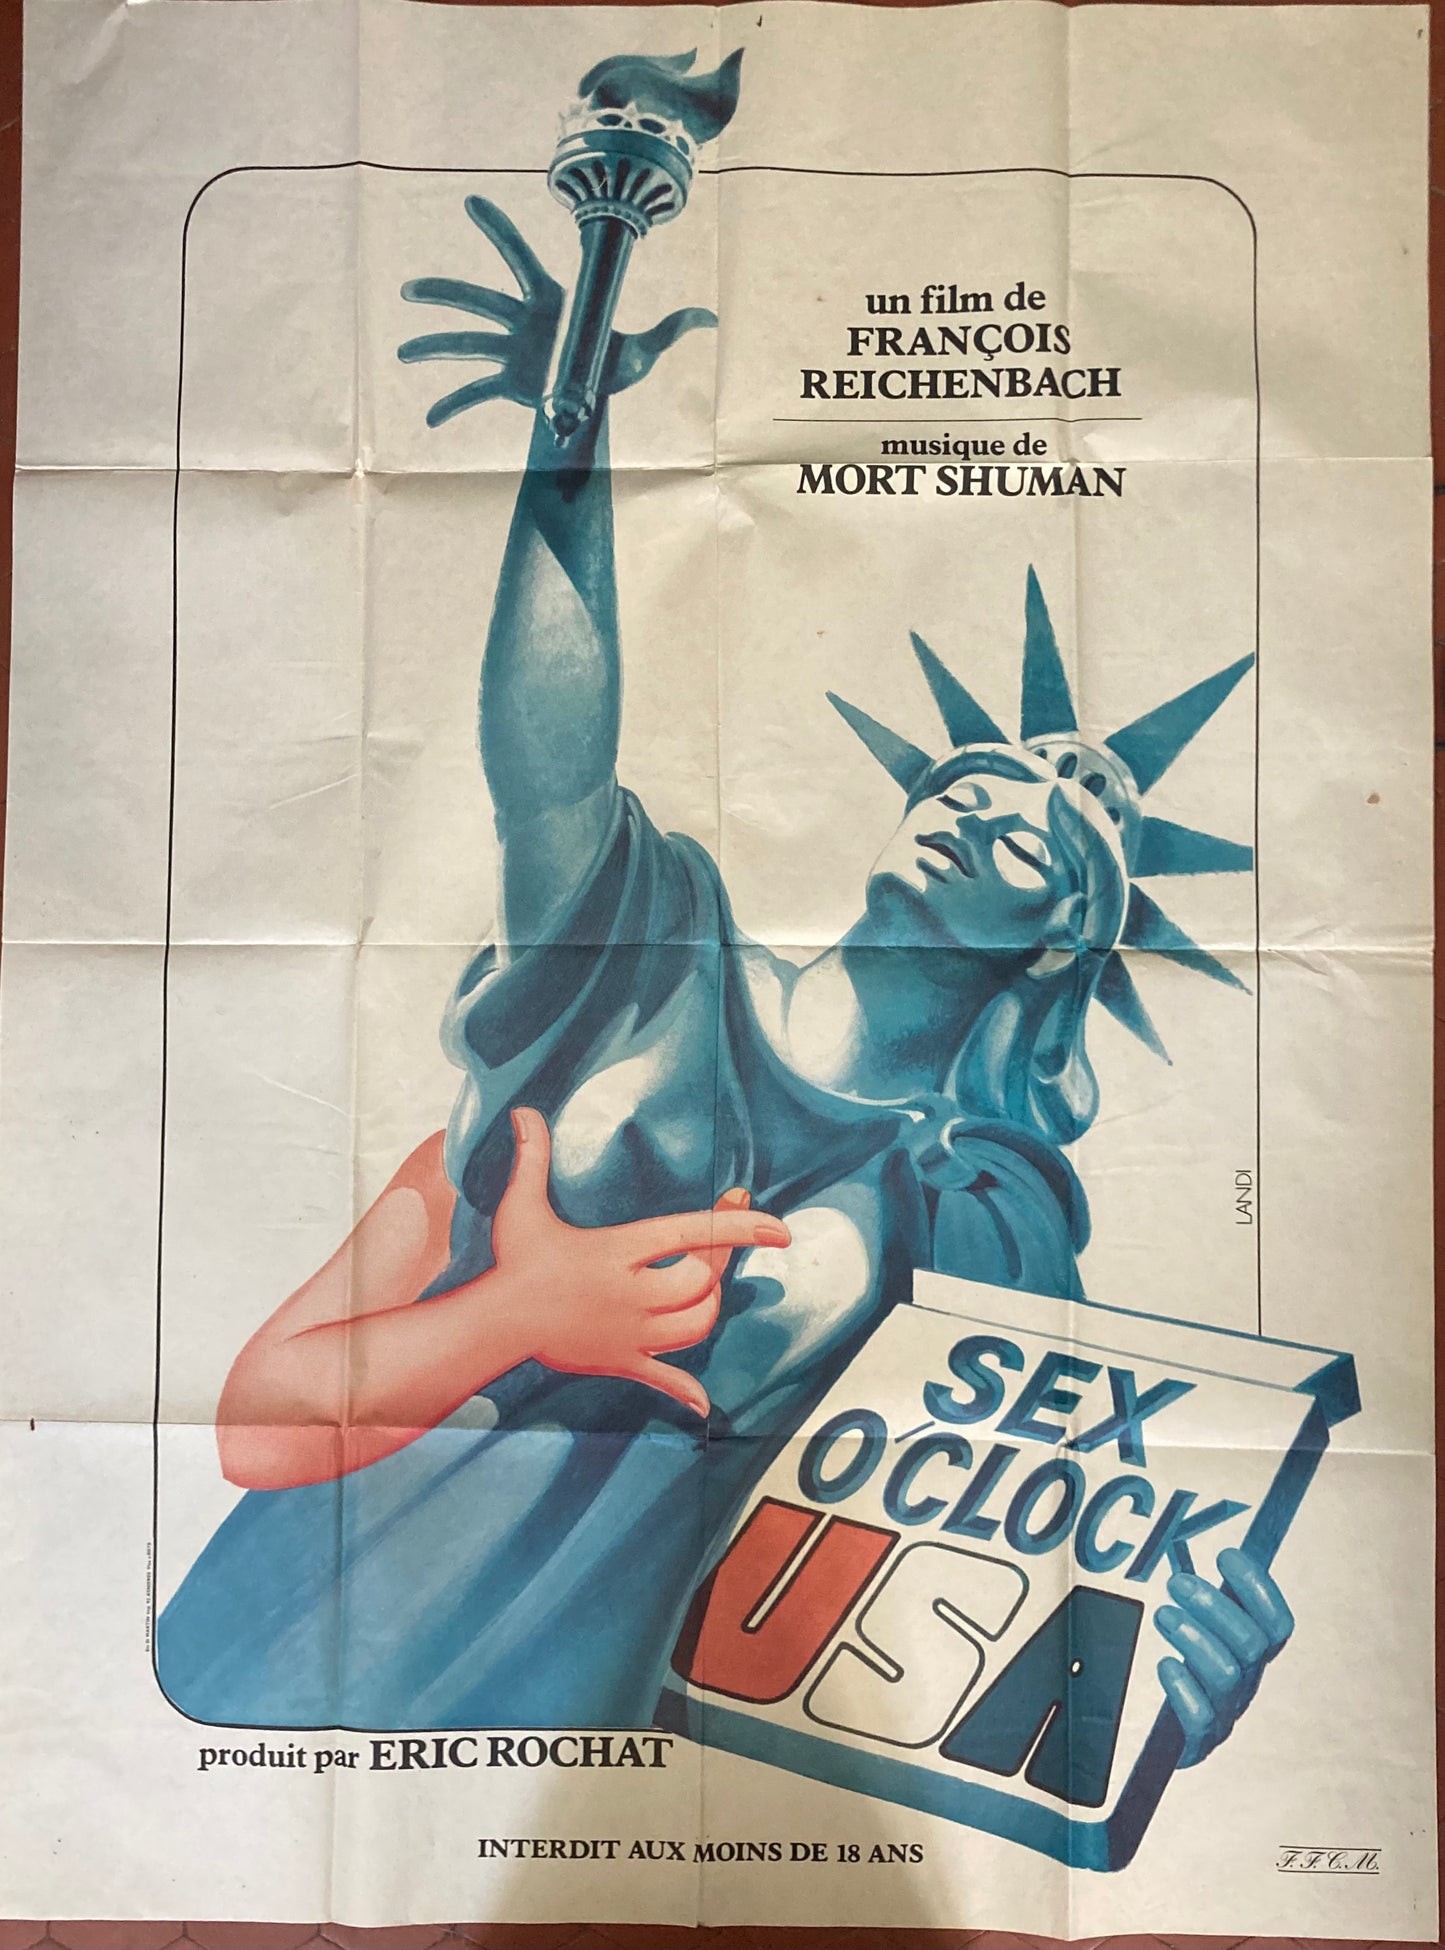 un film de
FRANÇOIS
REICHENBACH
musique de
MORT SHUMAN
LANDI
SEX
O'CLOCK
USA
produit par ERIC ROCHAT
INTERDIT AUX MOINS DE 18 ANS
F.F.C.M.